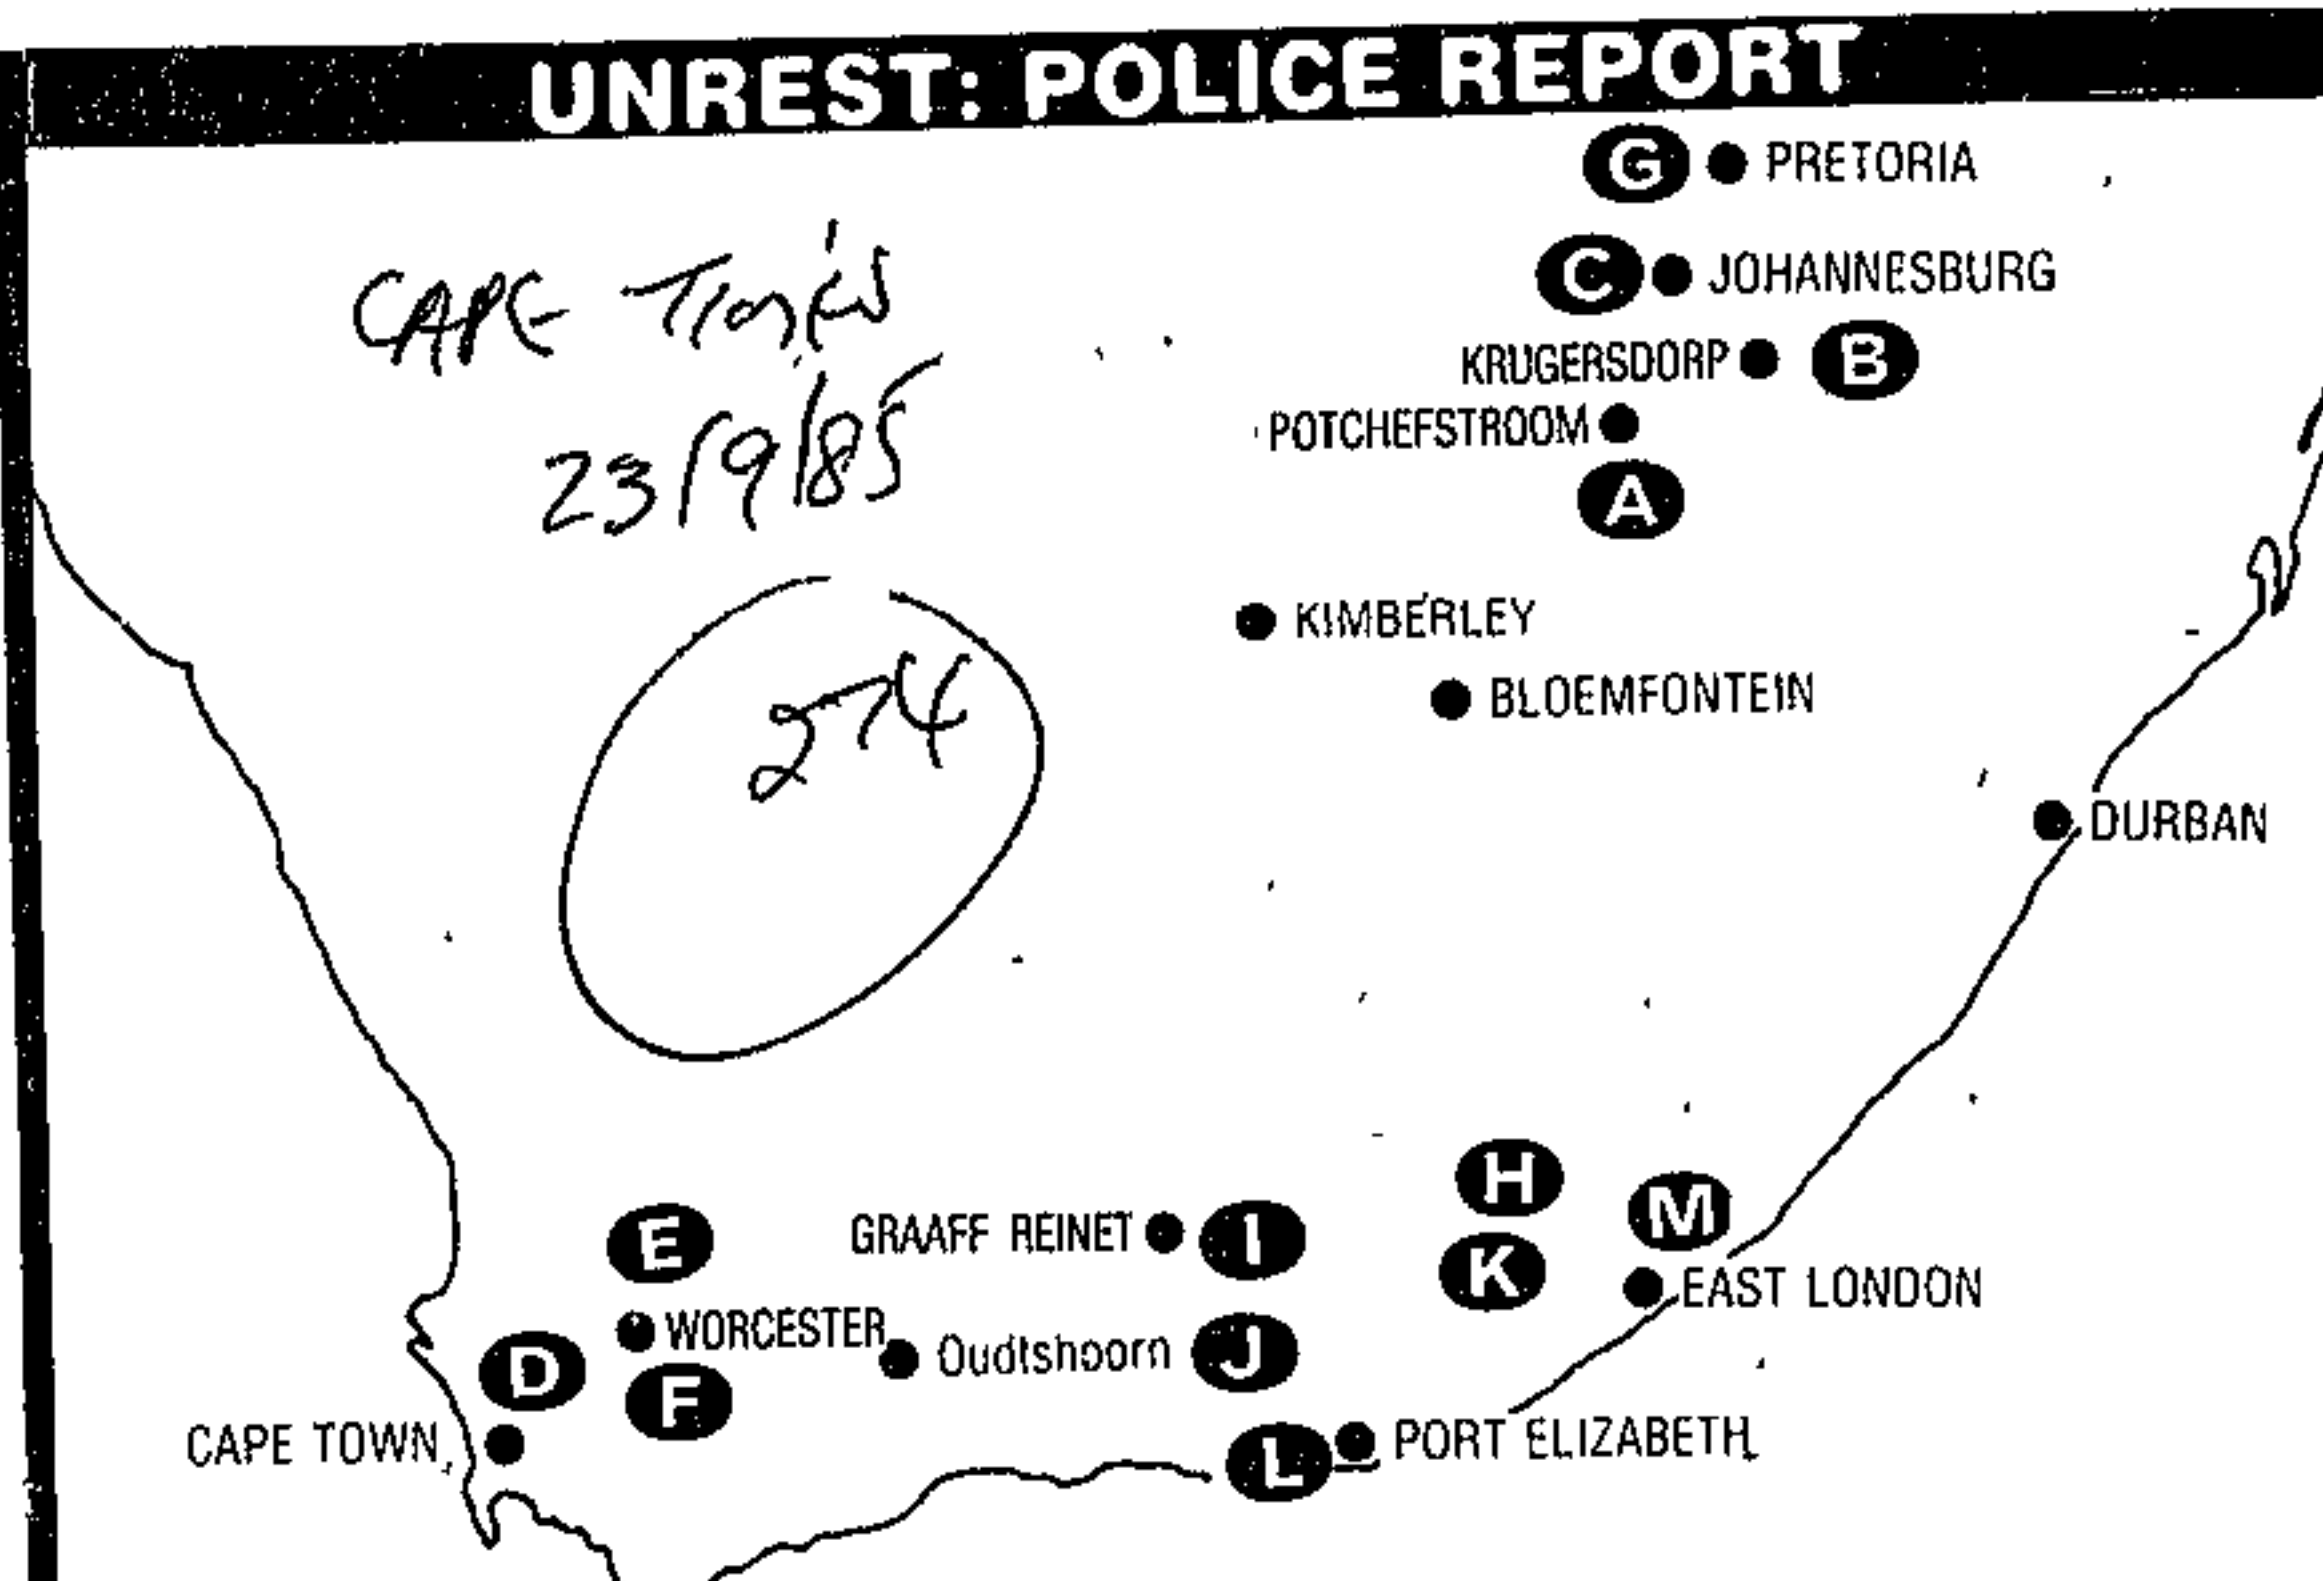 UNREST: POLICE REPORT
G PRETORIA
CAPE TIMES
C JOHANNESBURG
KRUGERSDORP B
23/9/85
POTCHEFSTROOM
A
KIMBERLEY
274
BLOEMFONTEIN
DURBAN
H
M
E
GRAAFF REINET I
K
EAST LONDON
WORCESTER
D
Oudtshoorn J
F
CAPE TOWN
L PORT ELIZABETH